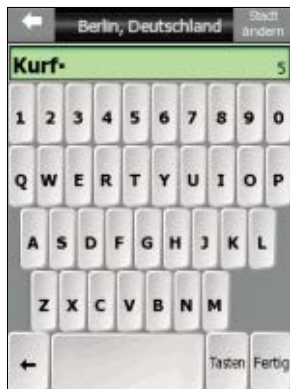 Berlin, Deutschland Stadt ändern
Kurf 5
1 2 3 4 5 6 7 8 9 0
Q W E R T Y U I O P
A S D F G H J K L
Z X C V B N M
Tasten Fertig